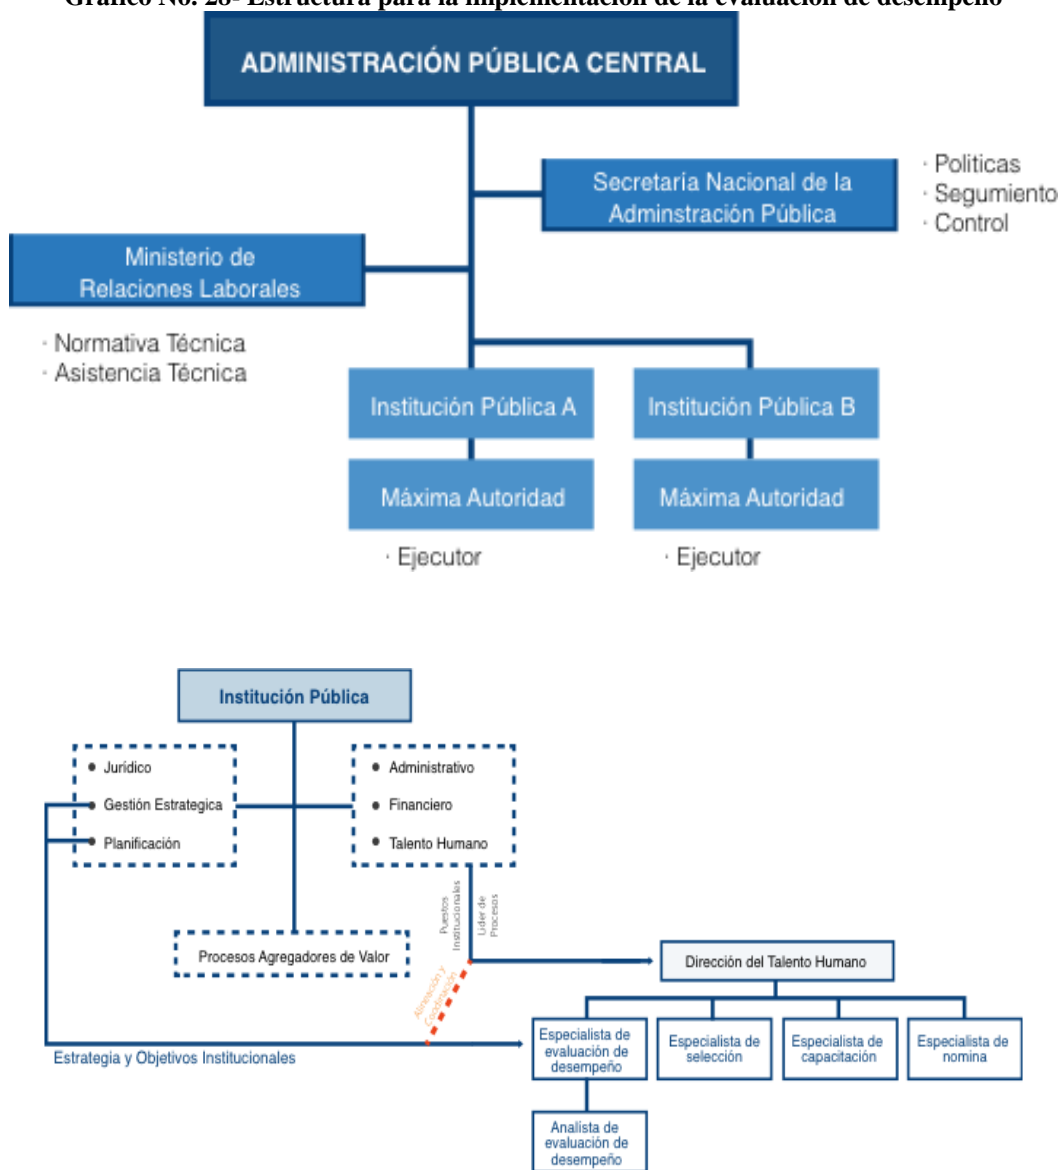 Gráfico No. 28- Estructura para la implementación de la evaluación de desempeño
ADMINISTRACIÓN PÚBLICA CENTRAL
Secretaría Nacional de la
Adminstración Pública
· Politicas
· Segumiento
· Control
Ministerio de
Relaciones Laborales
· Normativa Técnica
· Asistencia Técnica
Institución Pública A
Institución Pública B
Máxima Autoridad
Máxima Autoridad
· Ejecutor
· Ejecutor
Institución Pública
• Jurídico
• Gestión Estrategica
• Planificación
• Administrativo
• Financiero
• Talento Humano
Puestos
Institucionales
Lider de
Procesos
Procesos Agregadores de Valor
Alineación y
Coodinación
Dirección del Talento Humano
Estrategia y Objetivos Institucionales
Especialista de
evaluación de
desempeño
Especialista de
selección
Especialista de
capacitación
Especialista de
nomina
Analísta de
evaluación de
desempeño